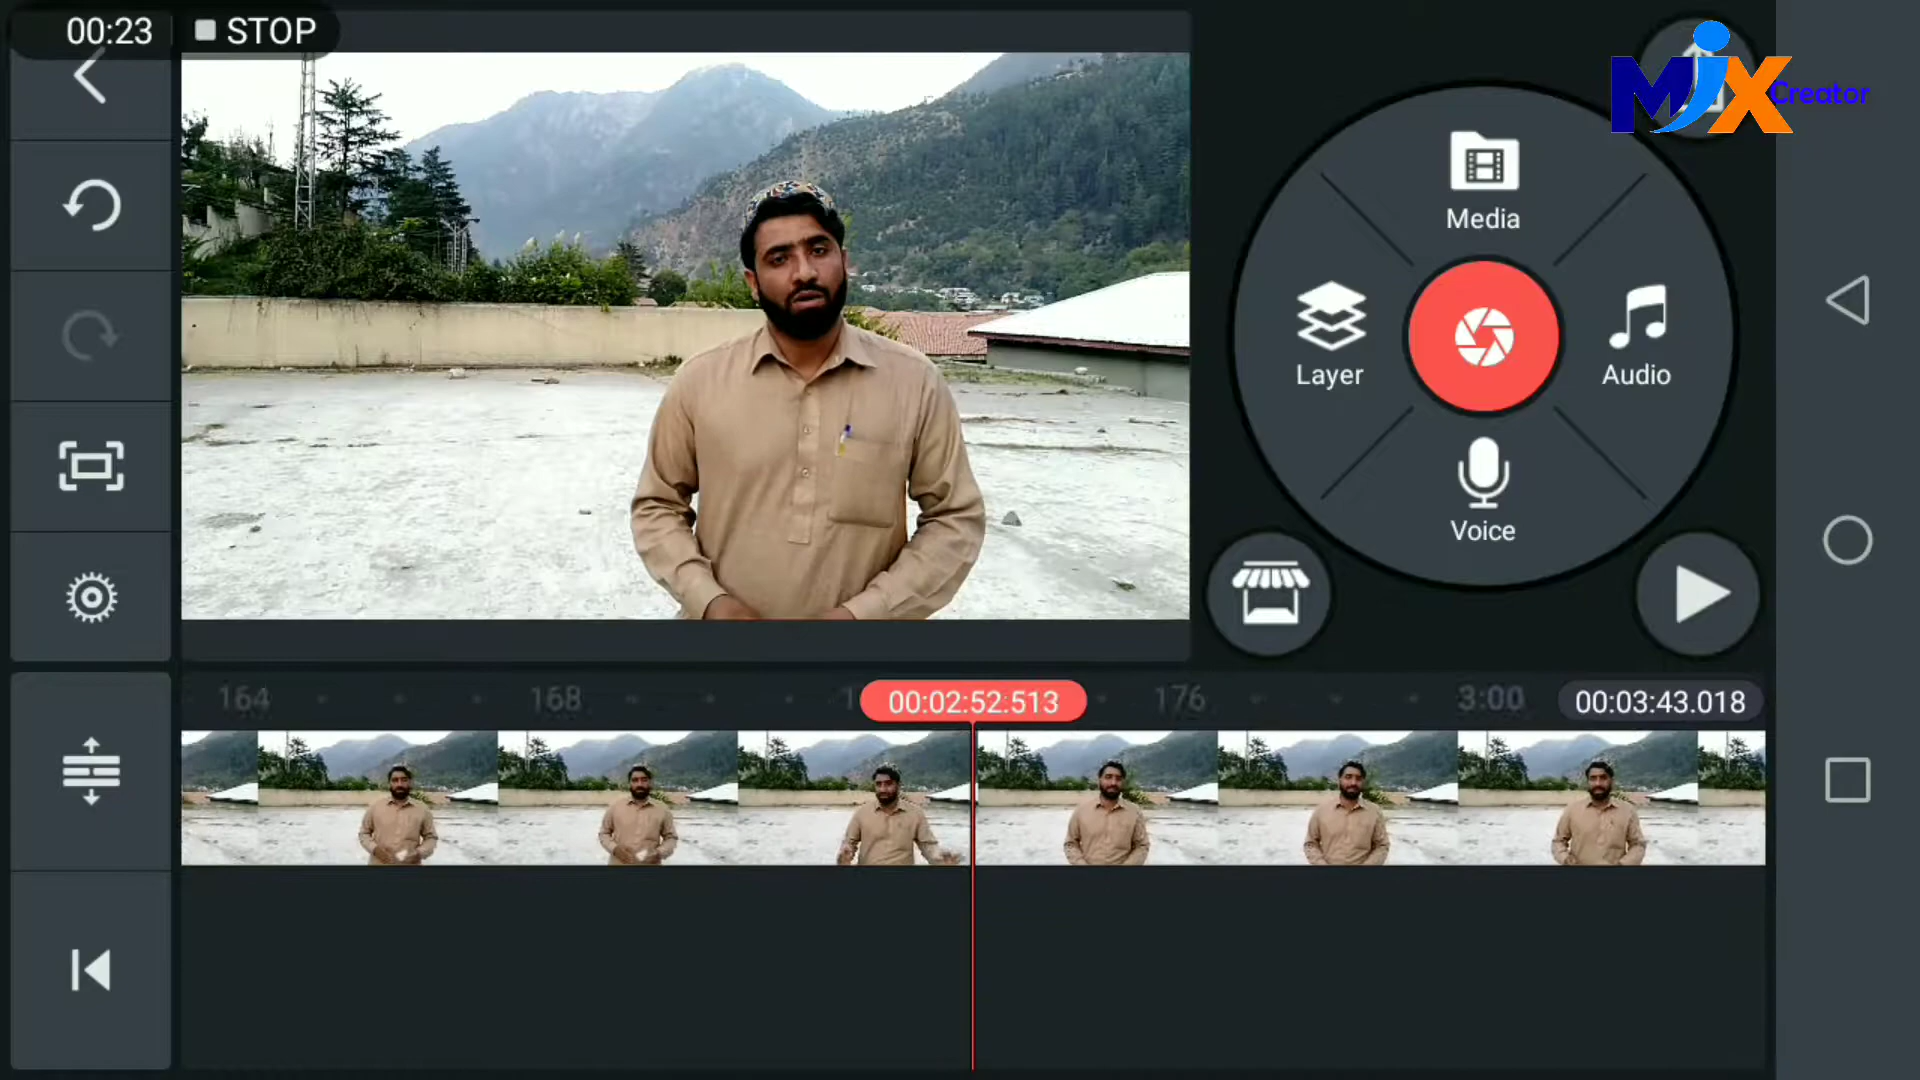 00:23 STOP
MIX Creator
Media
Layer
Audio
Voice
164
168
00:02:52:513
176
3:00
00:03:43.018